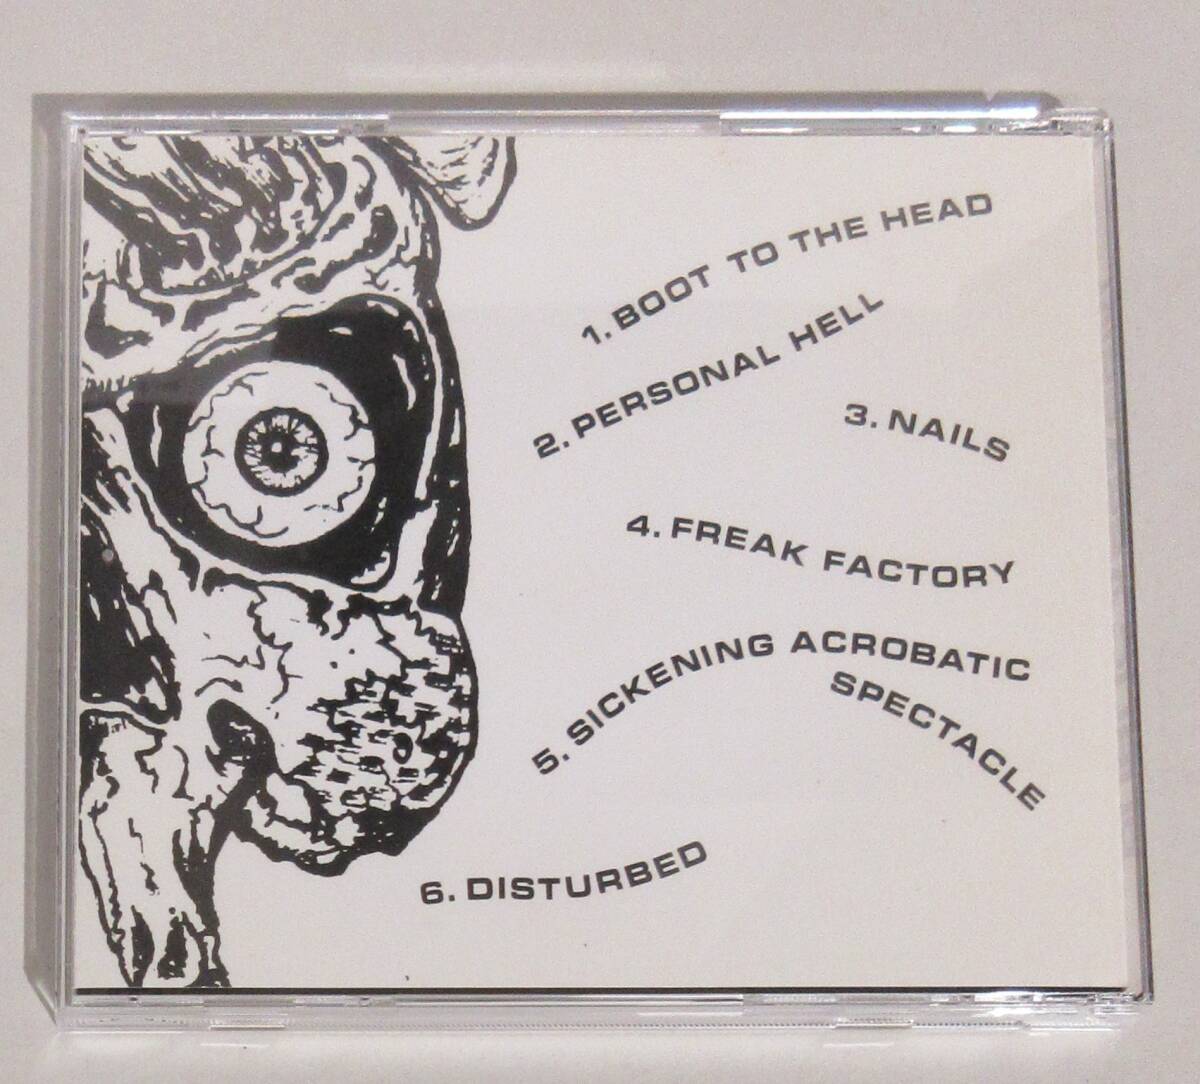 1. BOOT TO THE HEAD
2. PERSONAL HELL
3. NAILS
4. FREAK FACTORY
5. SICKENING ACROBATIC
SPECTACLE
6. DISTURBED